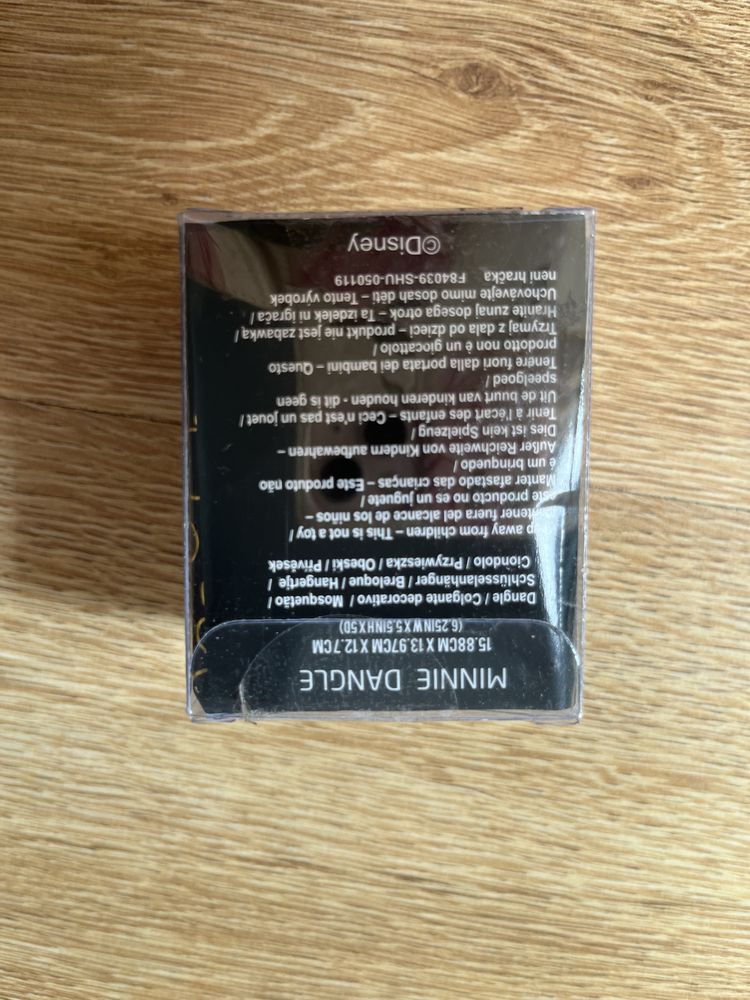 MINNIE DANGLE
15.88CM X 13.97CM X 12.7CM
(6.25IN W X 5.5INH X 5D)
Dangle / Colgante decorativo / Mosquetão /
Schlüsselanhänger / Breloque / Hangertje /
Ciondolo / Przywieszka / Obeski / Přívěsek
away from children – This is not a toy /
Mantener fuera del alcance de los niños –
este producto no es un juguete /
Manter afastado das crianças – Este produto não
é um brinquedo /
Außer Reichweite von Kindern aufbewahren –
Dies ist kein Spielzeug /
Tenir à l'écart des enfants – Ceci n'est pas un jouet /
Uit de buurt van kinderen houden - dit is geen
speelgoed /
Tenere fuori dalla portata dei bambini – Questo
prodotto non è un giocattolo /
Trzymaj z dala od dzieci – produkt nie jest zabawką /
Hranite zunaj dosega otrok – Ta izdelek ni igrača /
Uchovávejte mimo dosah dětí – Tento výrobek
není hračka F84039-SHU-050119
©Disney